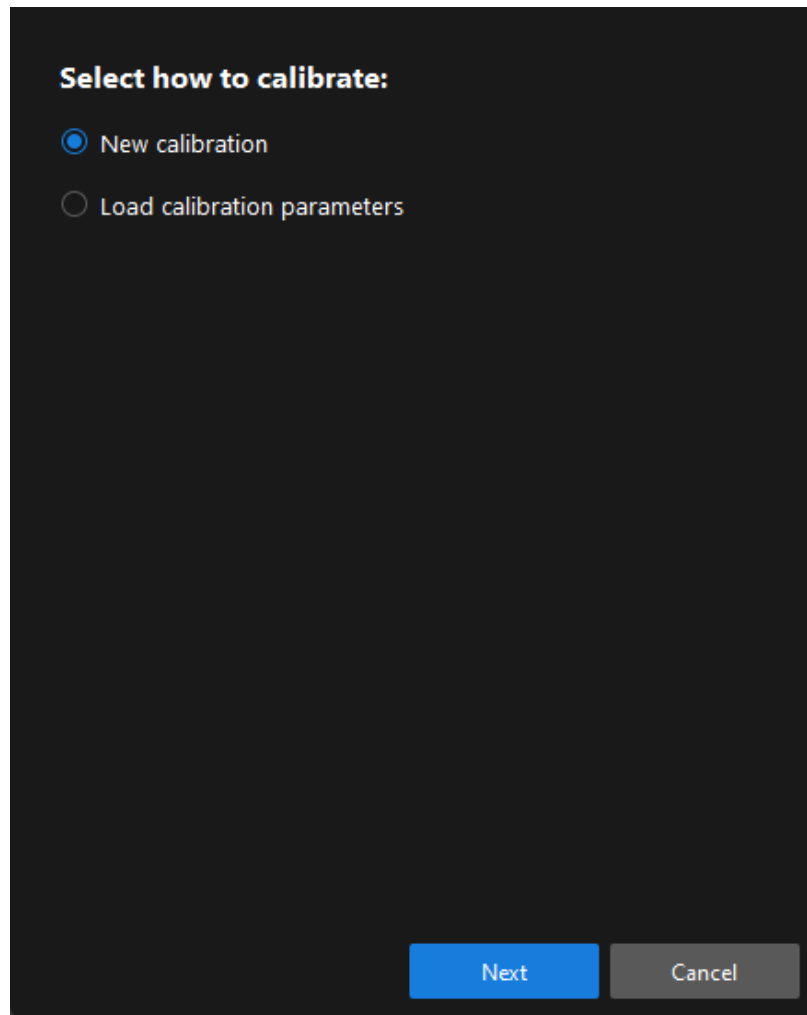 Select how to calibrate:
New calibration
Load calibration parameters
Next
Cancel